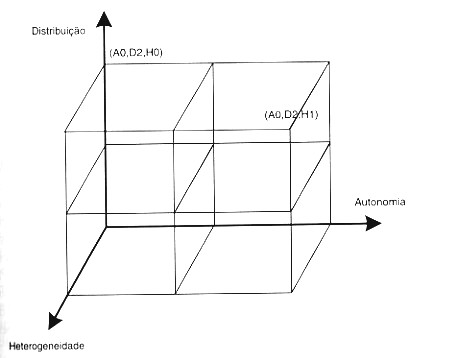 Distribuição
(A0,D2,H0)
(A0,D2,H1)
Autonomia
Heterogeneidade